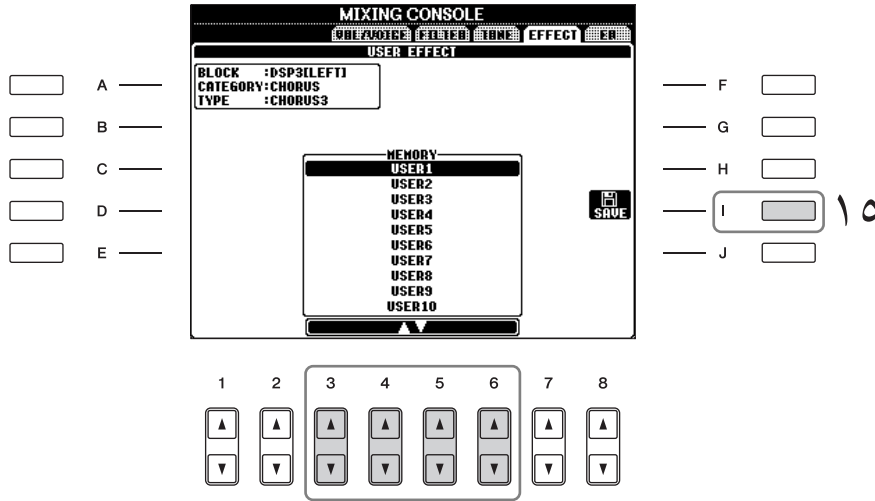 MIXING CONSOLE
VOL/VOICE FILTER TUNE EFFECT EQ
USER EFFECT
BLOCK :DSP3[LEFT]
CATEGORY:CHORUS
TYPE :CHORUS3
MEMORY
USER1
USER2
USER3
USER4
USER5
USER6
USER7
USER8
USER9
USER10
SAVE
A
B
C
D
E
F
G
H
I ١٥
J
1 2 3 4 5 6 7 8